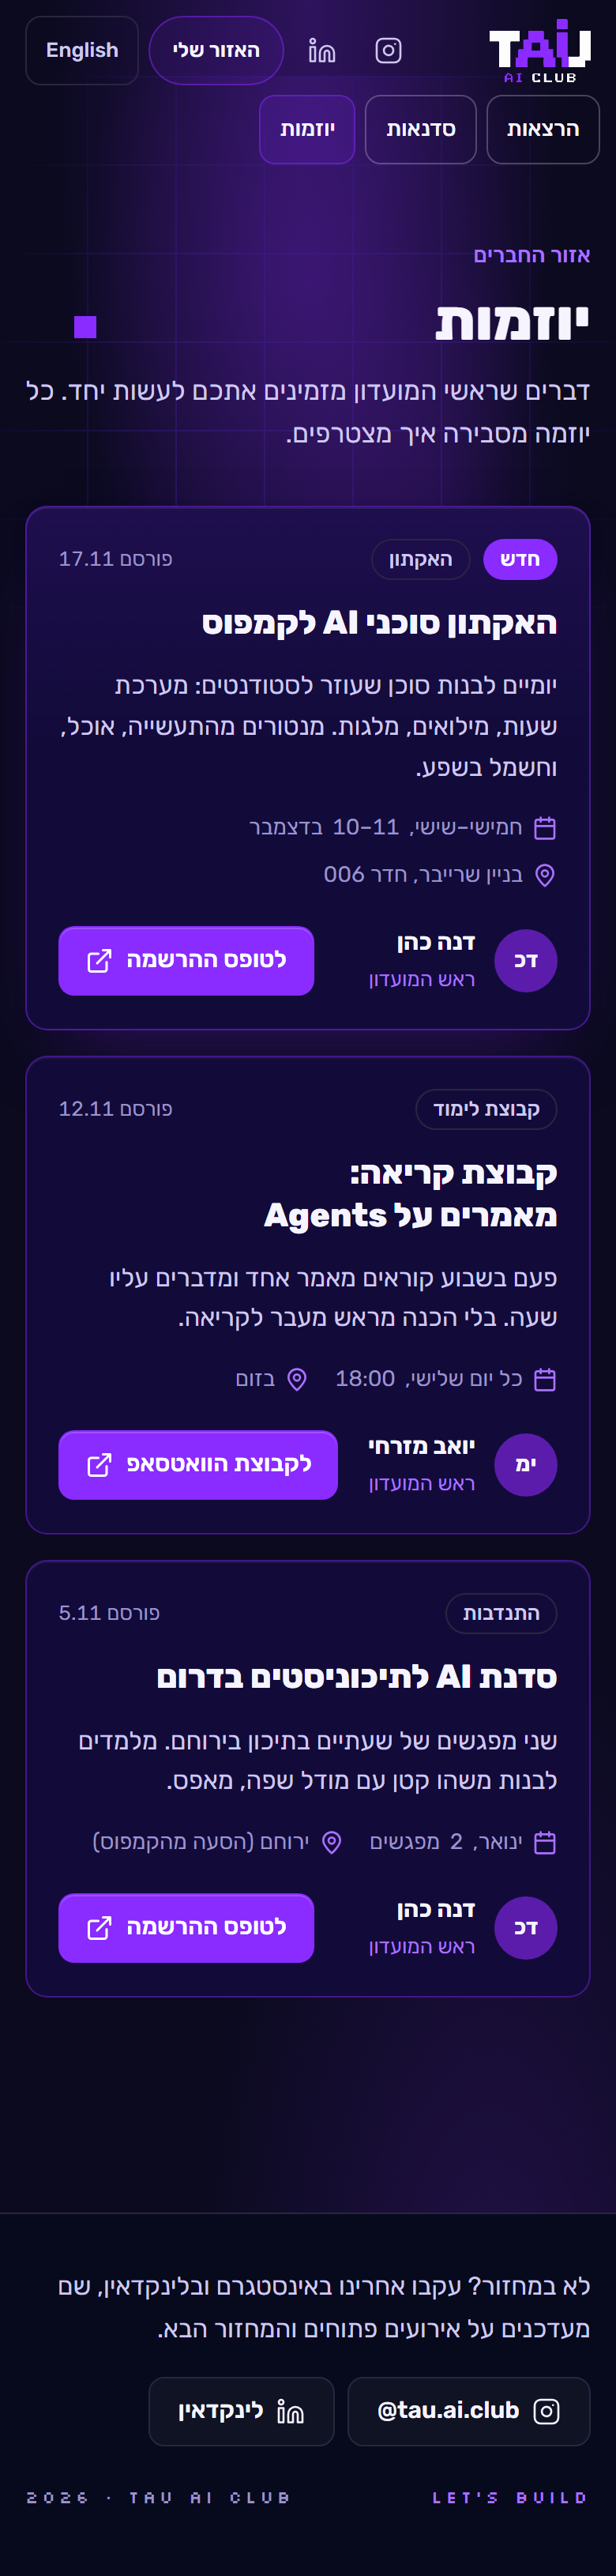 TAU
AI CLUB
האזור שלי
English
הרצאות
סדנאות
יוזמות
אזור החברים
יוזמות
דברים שראשי המועדון מזמינים אתכם לעשות יחד. כל
יוזמה מסבירה איך מצטרפים.
חדש
האקתון
פורסם 17.11
האקתון סוכני AI לקמפוס
יומיים לבנות סוכן שעוזר לסטודנטים: מערכת
שעות, מילואים, מלגות. מנטורים מהתעשייה, אוכל,
וחשמל בשפע.
חמישי–שישי, 10–11 בדצמבר
בניין שרייבר, חדר 006
דכ
דנה כהן
ראש המועדון
לטופס ההרשמה
קבוצת לימוד
פורסם 12.11
קבוצת קריאה:
מאמרים על Agents
פעם בשבוע קוראים מאמר אחד ומדברים עליו
שעה. בלי הכנה מראש מעבר לקריאה.
כל יום שלישי, 18:00
בזום
ימ
יואב מזרחי
ראש המועדון
לקבוצת הוואטסאפ
התנדבות
פורסם 5.11
סדנת AI לתיכוניסטים בדרום
שני מפגשים של שעתיים בתיכון בירוחם. מלמדים
לבנות משהו קטן עם מודל שפה, מאפס.
ינואר, 2 מפגשים
ירוחם (הסעה מהקמפוס)
דכ
דנה כהן
ראש המועדון
לטופס ההרשמה
לא במחזור? עקבו אחרינו באינסטגרם ובלינקדאין, שם
מעדכנים על אירועים פתוחים והמחזור הבא.
@tau.ai.club
לינקדאין
LET'S BUILD
2026 · TAU AI CLUB